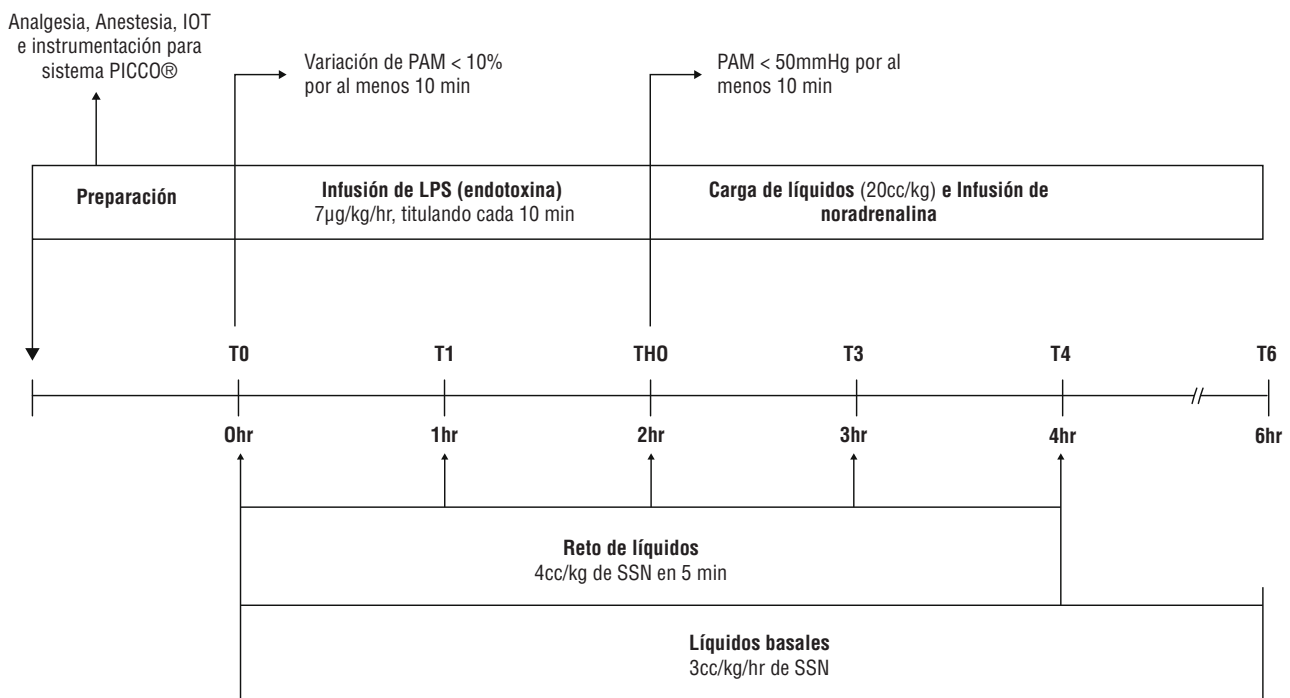 Analgesia, Anestesia, IOT
e instrumentación para
sistema PICCO®
Variación de PAM < 10%
por al menos 10 min
PAM < 50mmHg por al
menos 10 min
Preparación
Infusión de LPS (endotoxina)
7µg/kg/hr, titulando cada 10 min
Carga de líquidos (20cc/kg) e Infusión de
noradrenalina
T0 T1 THO T3 T4 T6
0hr 1hr 2hr 3hr 4hr 6hr
Reto de líquidos
4cc/kg de SSN en 5 min
Líquidos basales
3cc/kg/hr de SSN